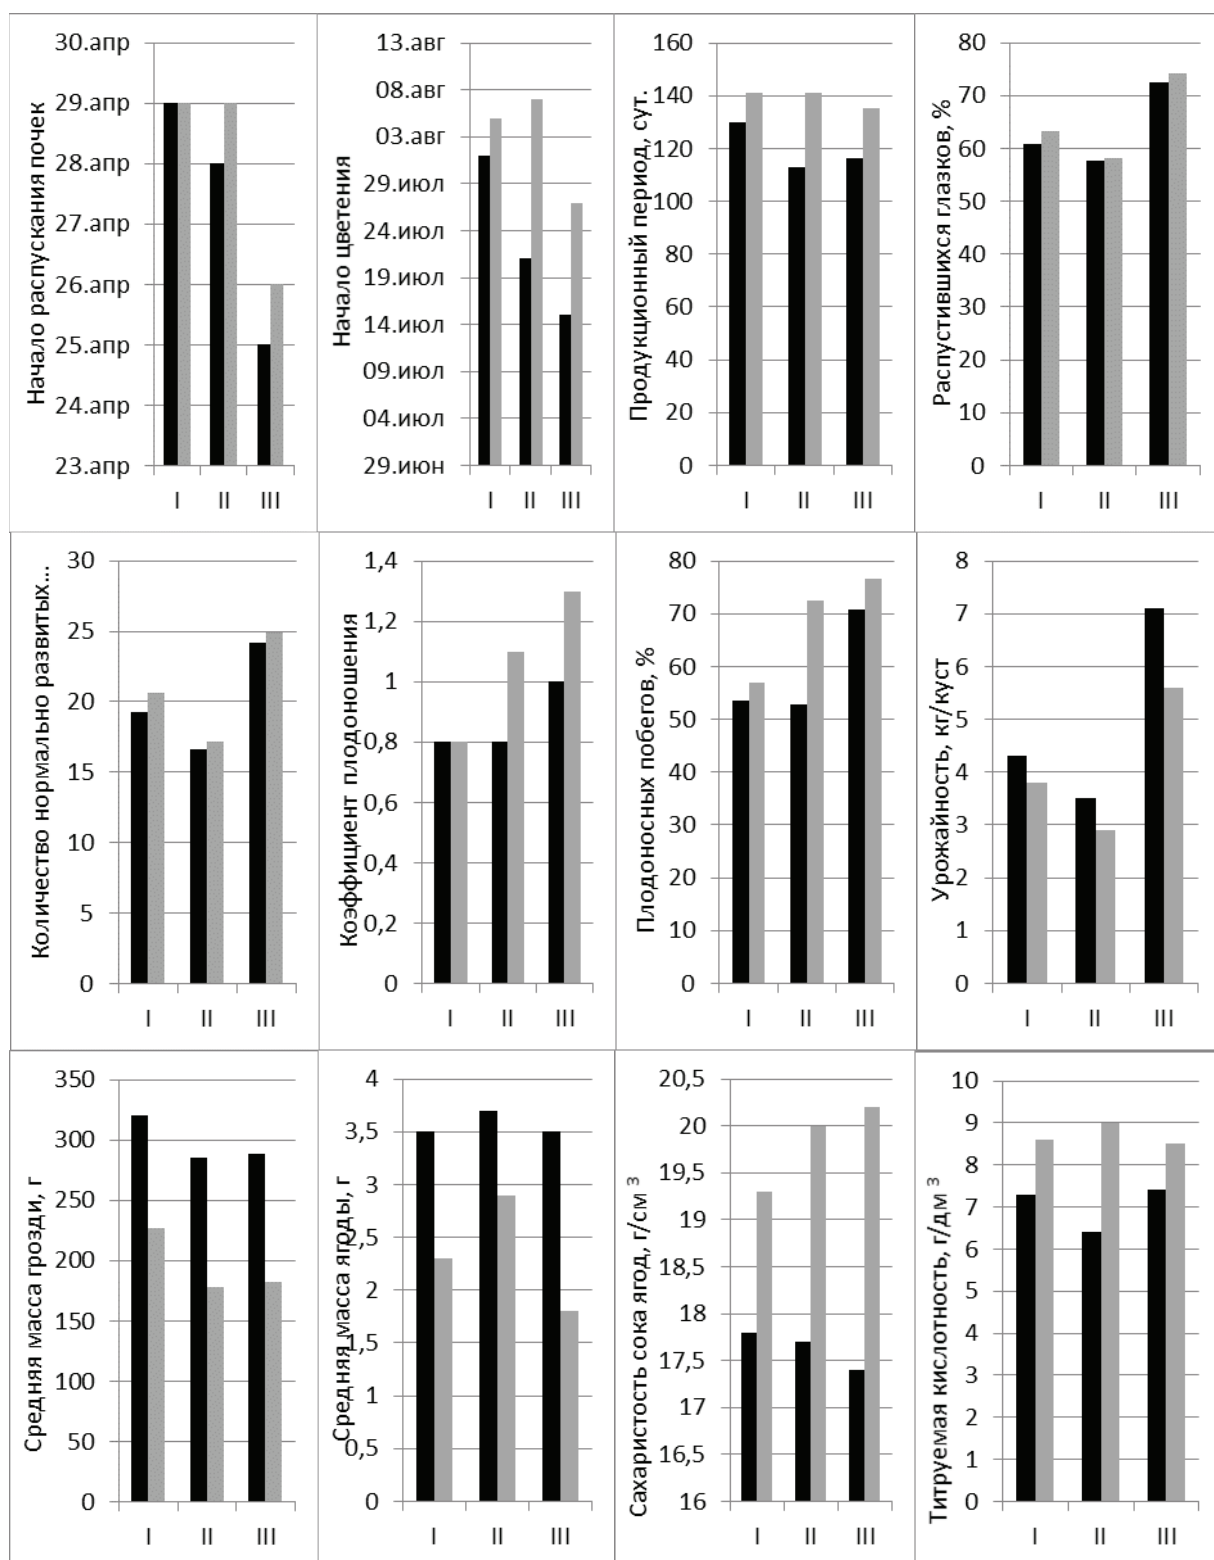 Начало распускания почек
30.апр
29.апр
28.апр
27.апр
26.апр
25.апр
24.апр
23.апр
I II III
Начало цветения
13.авг
08.авг
03.авг
29.июл
24.июл
19.июл
14.июл
09.июл
04.июл
29.июн
I II III
Продукционный период, сут.
160
140
120
100
80
60
40
20
0
I II III
Распустившихся глазков, %
80
70
60
50
40
30
20
10
0
I II III
Количество нормально развитых...
30
25
20
15
10
5
0
I II III
Коэффициент плодоношения
1,4
1,2
1
0,8
0,6
0,4
0,2
0
I II III
Плодоносных побегов, %
80
70
60
50
40
30
20
10
0
I II III
Урожайность, кг/куст
8
7
6
5
4
3
2
1
0
I II III
Средняя масса грозди, г
350
300
250
200
150
100
50
0
I II III
Средняя масса ягоды, г
4
3,5
3
2,5
2
1,5
1
0,5
0
I II III
Сахаристость сока ягод, г/см ³
20,5
20
19,5
19
18,5
18
17,5
17
16,5
16
I II III
Титруемая кислотность, г/дм ³
10
9
8
7
6
5
4
3
2
1
0
I II III